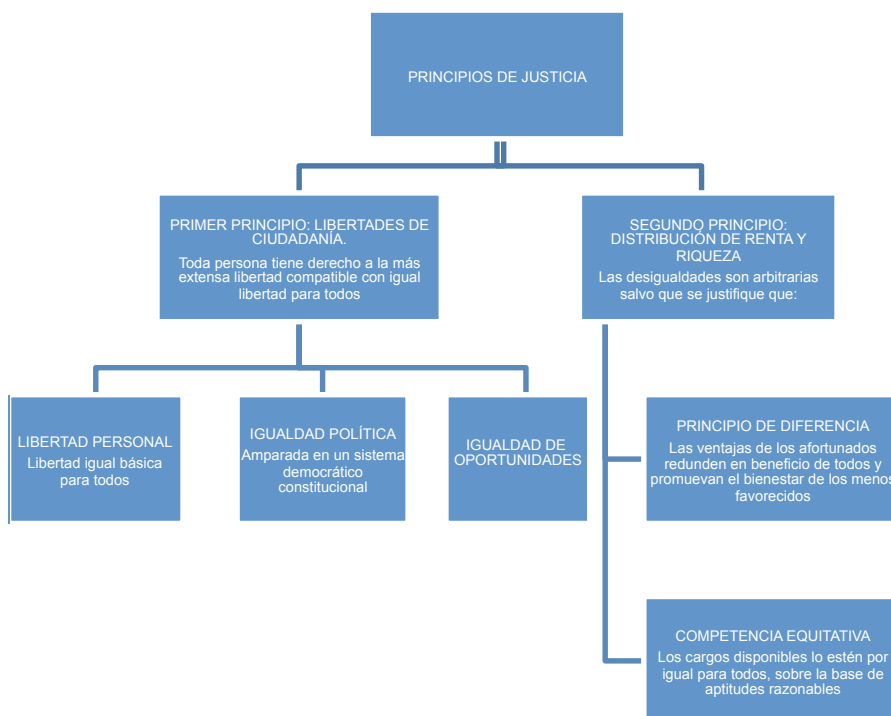 PRINCIPIOS DE JUSTICIA
PRIMER PRINCIPIO: LIBERTADES DE
CIUDADANÍA.
Toda persona tiene derecho a la más
extensa libertad compatible con igual
libertad para todos
SEGUNDO PRINCIPIO:
DISTRIBUCIÓN DE RENTA Y
RIQUEZA
Las desigualdades son arbitrarias
salvo que se justifique que:
LIBERTAD PERSONAL
Libertad igual básica
para todos
IGUALDAD POLÍTICA
Amparada en un sistema
democrático
constitucional
IGUALDAD DE
OPORTUNIDADES
PRINCIPIO DE DIFERENCIA
Las ventajas de los afortunados
redunden en beneficio de todos y
promuevan el bienestar de los menos
favorecidos
COMPETENCIA EQUITATIVA
Los cargos disponibles lo estén por
igual para todos, sobre la base de
aptitudes razonables